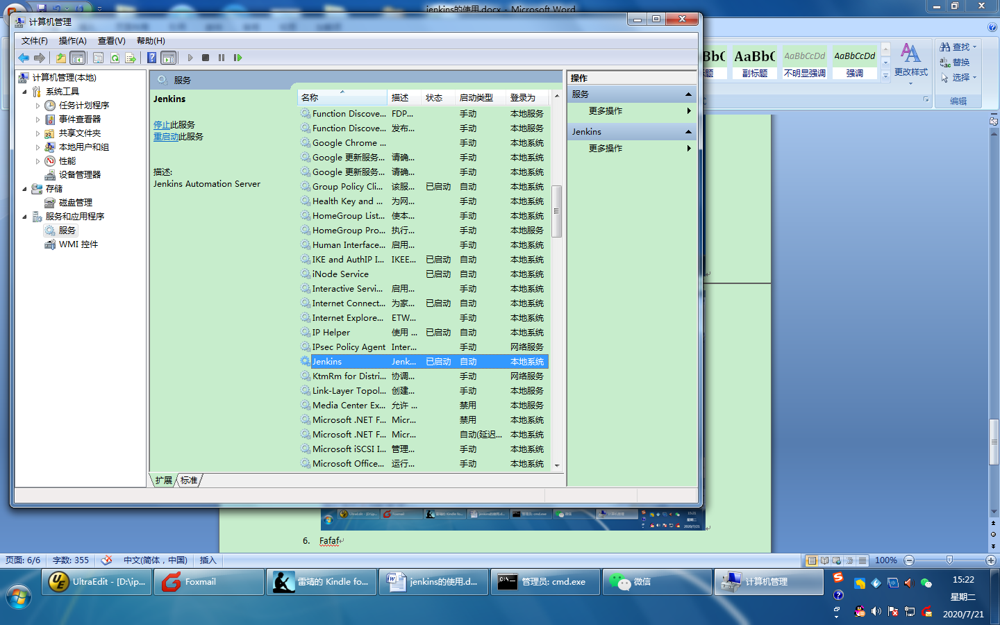 jenkins的使用.docx - Microsoft Word
计算机管理
文件(F) 操作(A) 查看(V) 帮助(H)
计算机管理(本地)
系统工具
任务计划程序
事件查看器
共享文件夹
本地用户和组
性能
设备管理器
存储
磁盘管理
服务和应用程序
服务
WMI 控件
服务
Jenkins
停止此服务
重启动此服务
描述:
Jenkins Automation Server
名称 描述 状态 启动类型 登录为
Function Discove... FDP... 手动 本地服务
Function Discove... 发布... 手动 本地服务
Google Chrome ... 手动 本地系统
Google 更新服务... 请确... 手动 本地系统
Google 更新服务... 请确... 手动 本地系统
Group Policy Cli... 该服... 已启动 自动 本地系统
Health Key and ... 为网... 手动 本地系统
HomeGroup List... 使本... 手动 本地系统
HomeGroup Pro... 执行... 手动 本地服务
Human Interface... 启用... 手动 本地系统
IKE and AuthIP I... IKEE... 已启动 自动 本地系统
iNode Service 已启动 自动 本地系统
Interactive Servi... 启用... 手动 本地系统
Internet Connect... 为家... 已启动 自动 本地系统
Internet Explore... ETW... 手动 本地系统
IP Helper 使用 ... 已启动 自动 本地系统
IPsec Policy Agent Inter... 手动 网络服务
Jenkins Jenk... 已启动 自动 本地系统
KtmRm for Distri... 协调... 手动 网络服务
Link-Layer Topol... 创建... 手动 本地服务
Media Center Ex... 允许 ... 禁用 本地服务
Microsoft .NET F... Micr... 禁用 本地系统
Microsoft .NET F... Micr... 自动(延迟... 本地系统
Microsoft iSCSI I... 管理... 手动 本地系统
Microsoft Office... 运行... 手动 本地系统
扩展 标准
操作
服务
更多操作
Jenkins
更多操作
AaBbCcDd AaBbCcDd
副标题 不明显强调 强调
更改样式
查找
替换
选择
编辑
6. Fafaf
页面: 6/6 字数: 355 中文(简体，中国) 插入 100%
UltraEdit - [D:\ip... Foxmail 雷端的 Kindle fo... jenkins的使用.d... 管理员: cmd.exe 微信 计算机管理
15:22
星期二
2020/7/21